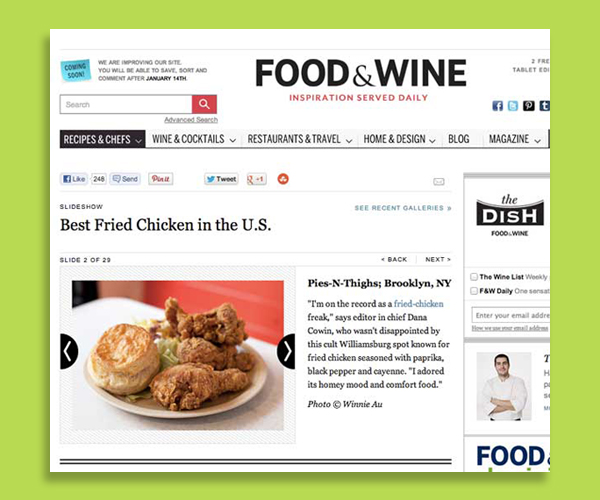 COMING SOON!
WE ARE IMPROVING OUR SITE.
YOU WILL BE ABLE TO SAVE, SORT AND
COMMENT AFTER JANUARY 14TH.
FOOD&WINE
INSPIRATION SERVED DAILY
2 FRE
TABLET EDI
Search
Advanced Search
RECIPES & CHEFS WINE & COCKTAILS RESTAURANTS & TRAVEL HOME & DESIGN BLOG MAGAZINE
Like 248 Send Pin it Tweet +1
SLIDESHOW
SEE RECENT GALLERIES »
Best Fried Chicken in the U.S.
SLIDE 2 OF 29
< BACK NEXT >
Pies-N-Thighs; Brooklyn, NY
"I'm on the record as a fried-chicken
freak," says editor in chief Dana
Cowin, who wasn't disappointed by
this cult Williamsburg spot known for
fried chicken seasoned with paprika,
black pepper and cayenne. "I adored
its homey mood and comfort food."
Photo © Winnie Au
the
DISH
FOOD&WINE
The Wine List Weekly
F&W Daily One sensat
Enter your email addre
How we use your email address
T
H
pa
se
M
FOOD&